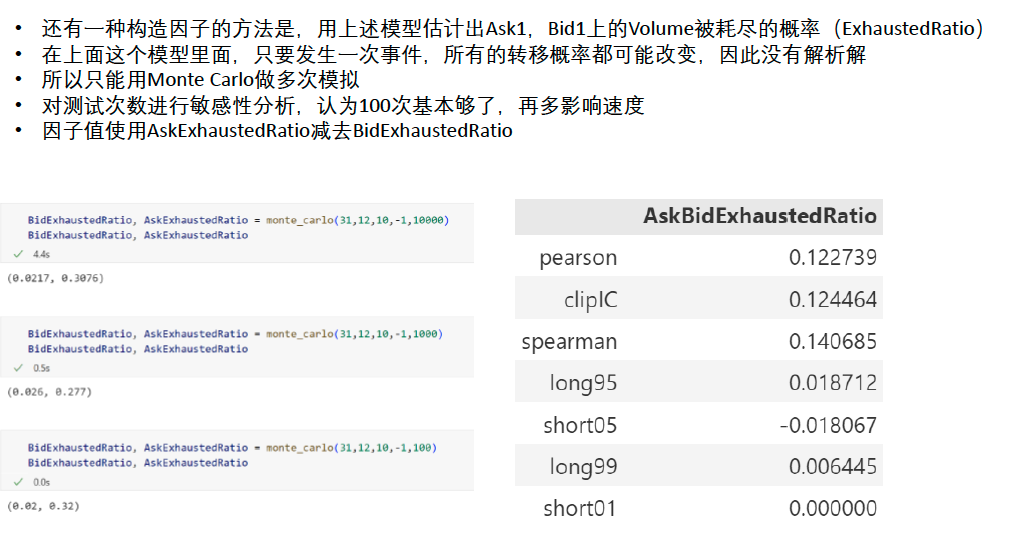 • 还有一种构造因子的方法是，用上述模型估计出Ask1，Bid1上的Volume被耗尽的概率（ExhaustedRatio）
• 在上面这个模型里面，只要发生一次事件，所有的转移概率都可能改变，因此没有解析解
• 所以只能用Monte Carlo做多次模拟
• 对测试次数进行敏感性分析，认为100次基本够了，再多影响速度
• 因子值使用AskExhaustedRatio减去BidExhaustedRatio
BidExhaustedRatio, AskExhaustedRatio = monte_carlo(31,12,10,-1,10000)
BidExhaustedRatio, AskExhaustedRatio
✓ 4.4s
(0.0217, 0.3076)
BidExhaustedRatio, AskExhaustedRatio = monte_carlo(31,12,10,-1,1000)
BidExhaustedRatio, AskExhaustedRatio
✓ 0.5s
(0.026, 0.277)
BidExhaustedRatio, AskExhaustedRatio = monte_carlo(31,12,10,-1,100)
BidExhaustedRatio, AskExhaustedRatio
✓ 0.0s
(0.02, 0.32)
AskBidExhaustedRatio
pearson 0.122739
clipIC 0.124464
spearman 0.140685
long95 0.018712
short05 -0.018067
long99 0.006445
short01 0.000000